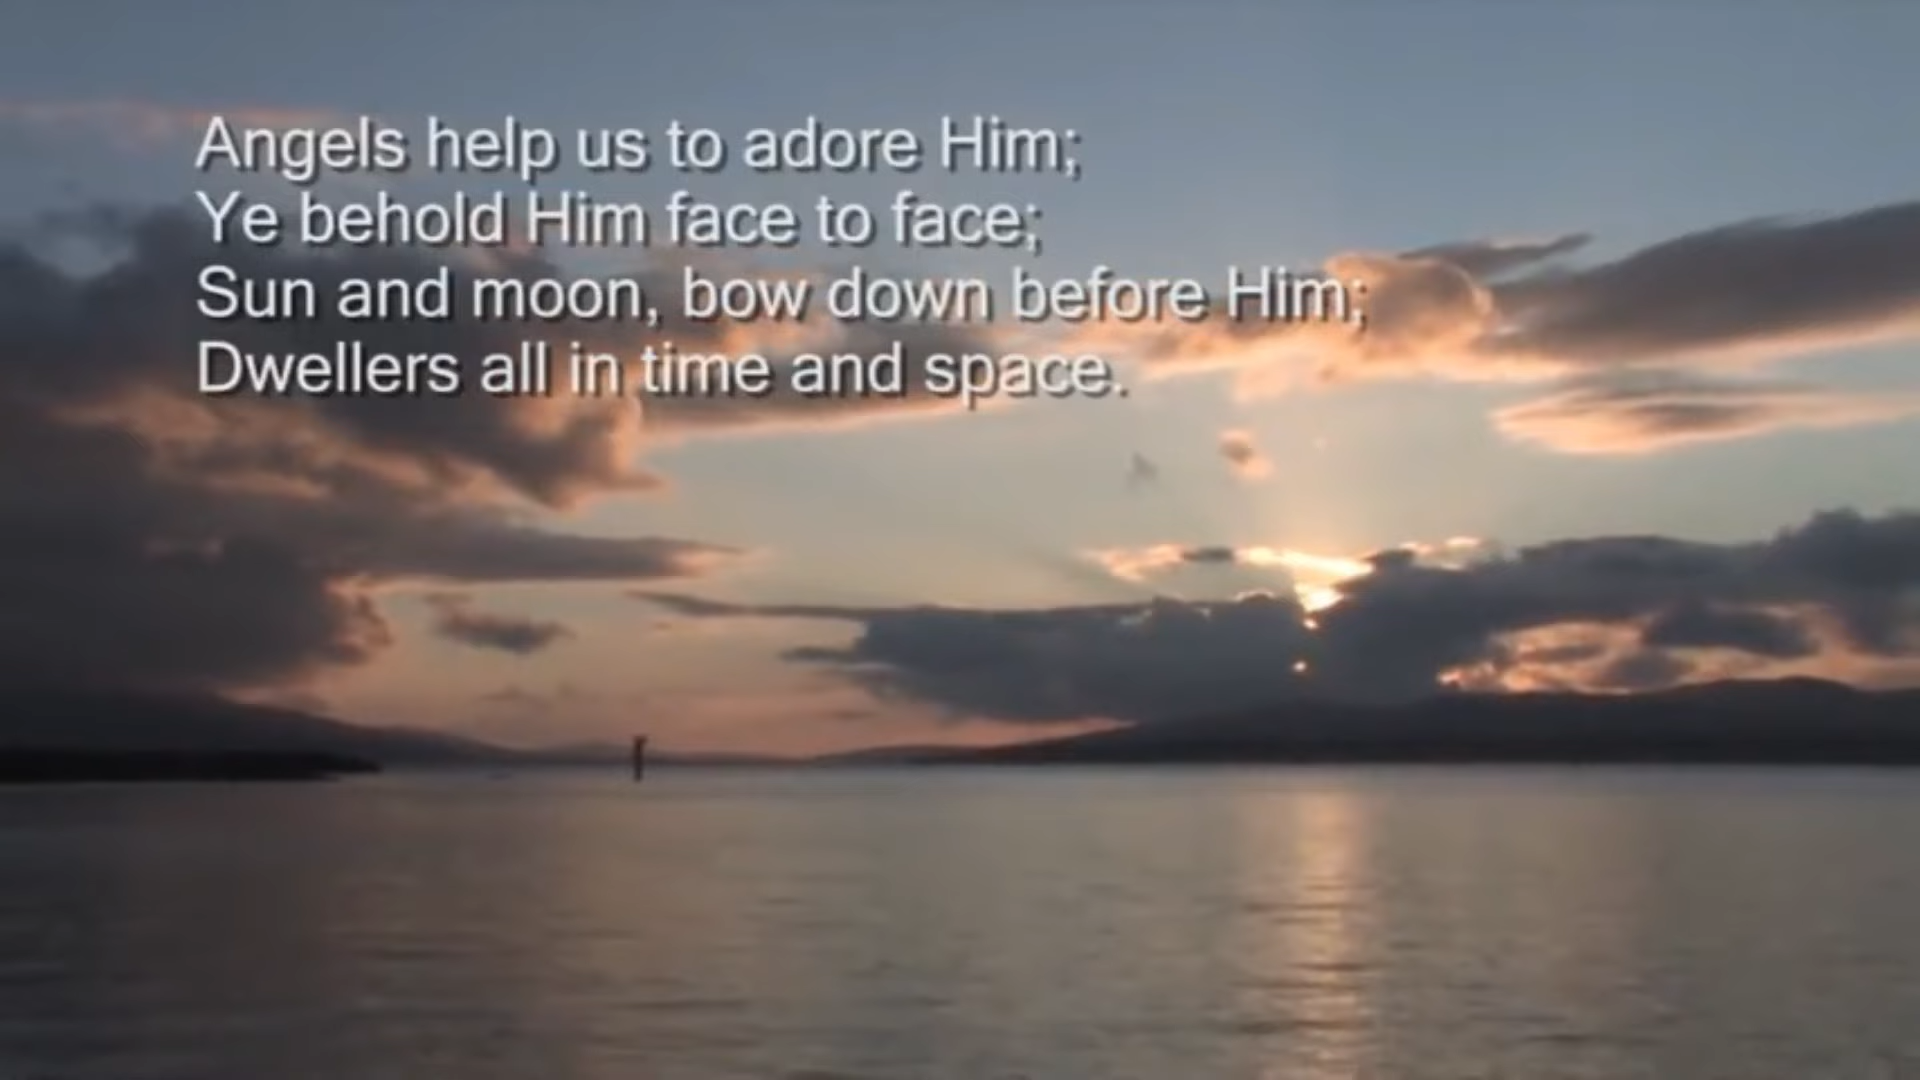 Angels help us to adore Him;
Ye behold Him face to face;
Sun and moon, bow down before Him;
Dwellers all in time and space.